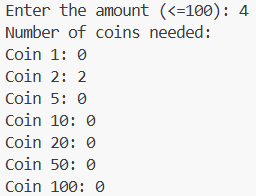 Enter the amount (<=100): 4
Number of coins needed:
Coin 1: 0
Coin 2: 2
Coin 5: 0
Coin 10: 0
Coin 20: 0
Coin 50: 0
Coin 100: 0